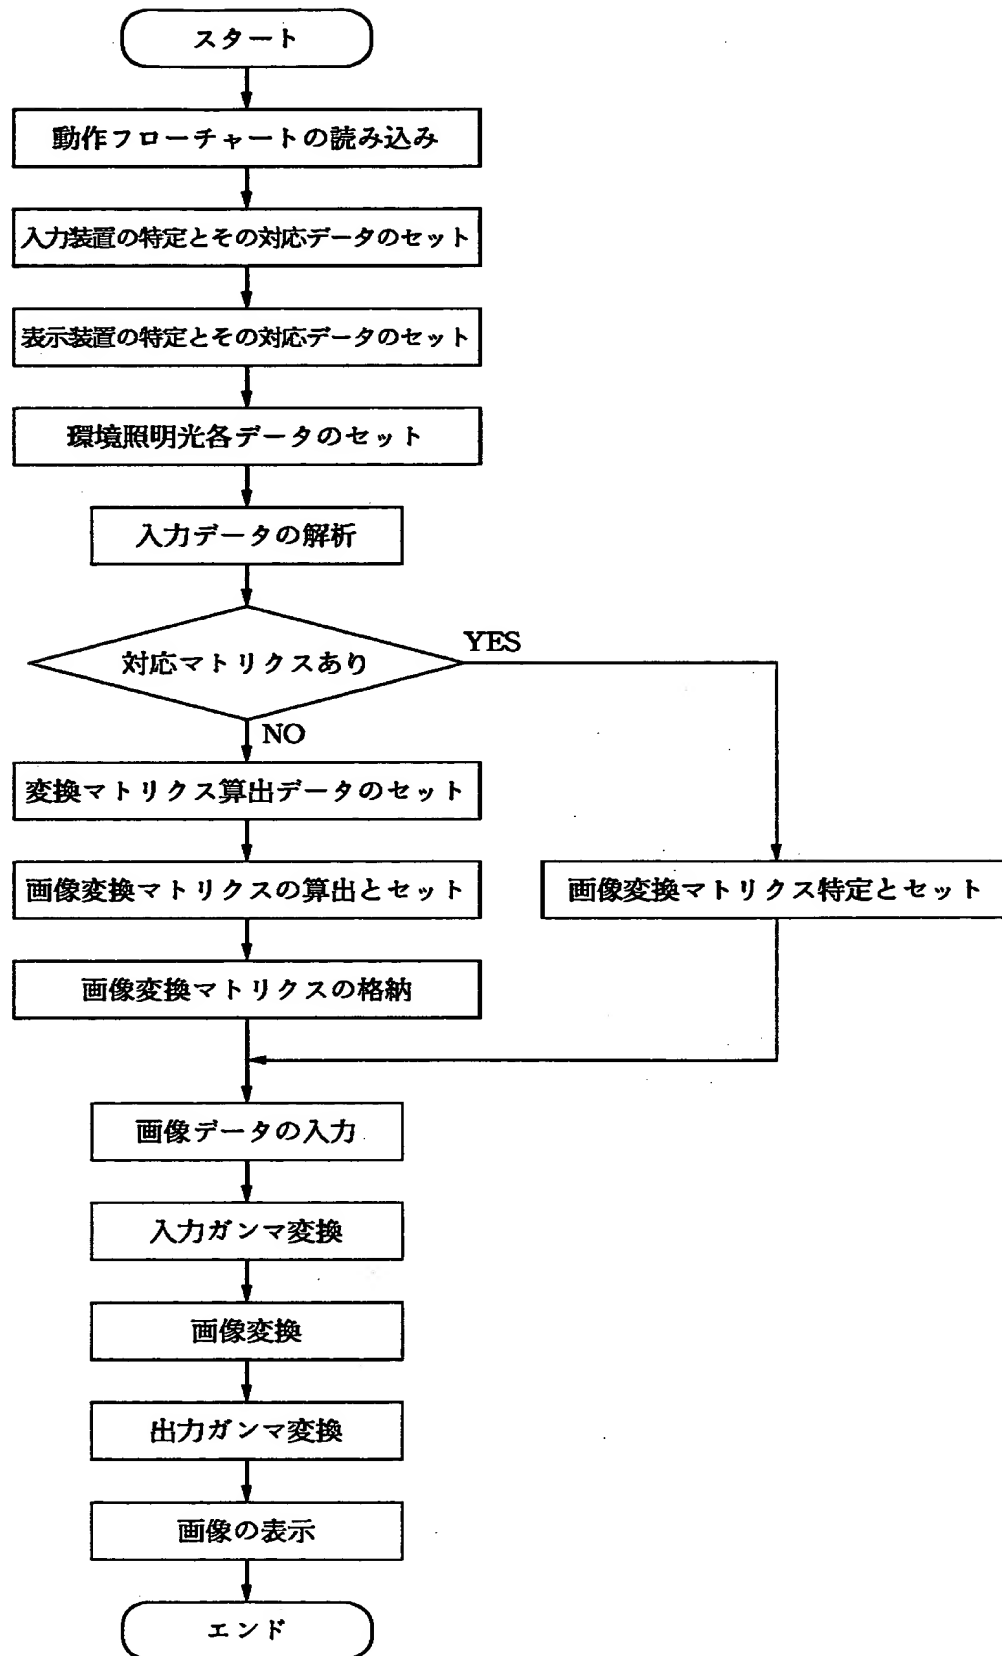 スタート
動作フローチャートの読み込み
入力装置の特定とその対応データのセット
表示装置の特定とその対応データのセット
環境照明光各データのセット
入力データの解析
対応マトリクスあり
YES
NO
変換マトリクス算出データのセット
画像変換マトリクスの算出とセット
画像変換マトリクス特定とセット
画像変換マトリクスの格納
画像データの入力
入力ガンマ変換
画像変換
出力ガンマ変換
画像の表示
エンド